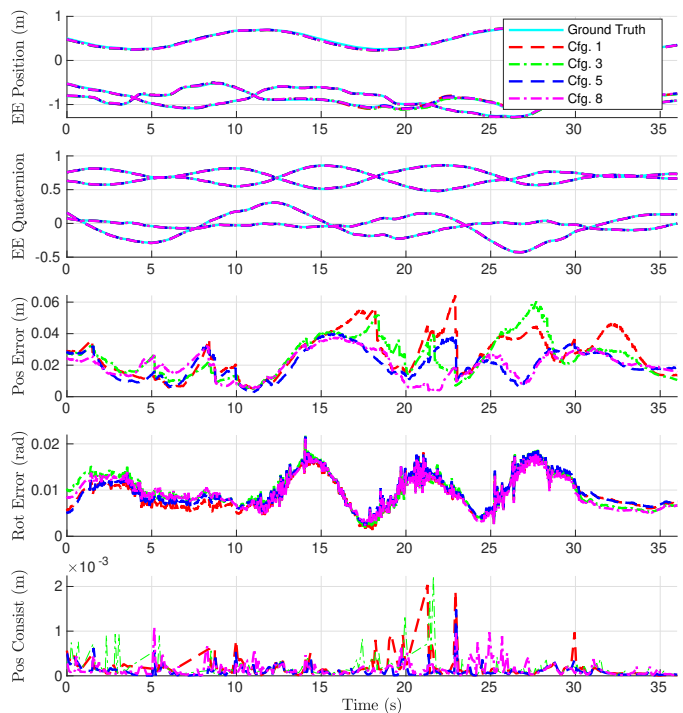 EE Position (m)
1
0
-1
Ground Truth
Cfg. 1
Cfg. 3
Cfg. 5
Cfg. 8
0 5 10 15 20 25 30 35
EE Quaternion
1
0.5
0
-0.5
0 5 10 15 20 25 30 35
Pos Error (m)
0.06
0.04
0.02
0
0 5 10 15 20 25 30 35
Rot Error (rad)
0.02
0.01
0
0 5 10 15 20 25 30 35
×10⁻³
Pos Consist (m)
2
1
0
0 5 10 15 20 25 30 35
Time (s)